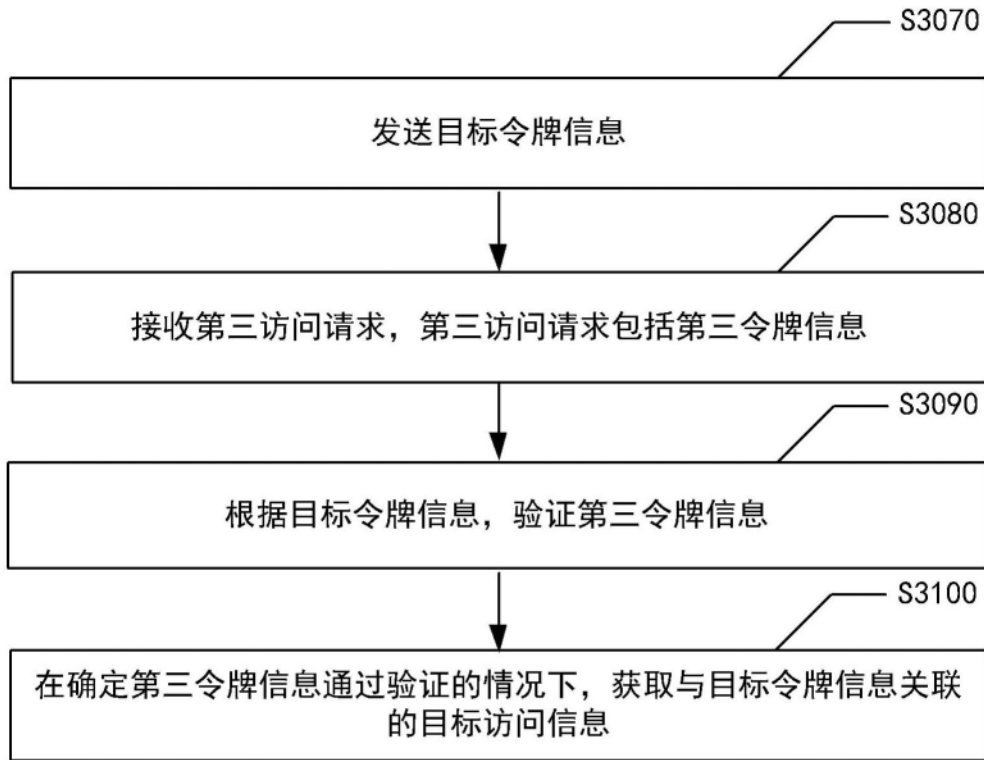 S3070
发送目标令牌信息
S3080
接收第三访问请求，第三访问请求包括第三令牌信息
S3090
根据目标令牌信息，验证第三令牌信息
S3100
在确定第三令牌信息通过验证的情况下，获取与目标令牌信息关联
的目标访问信息